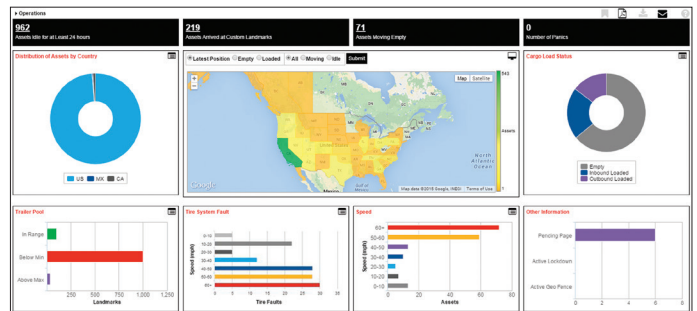 Operations
962
Assets Idle for at Least 24 hours
219
Assets Arrived at Custom Landmarks
71
Assets Moving Empty
0
Number of Panics
Distribution of Assets by Country
US MX CA
Latest Position Empty Loaded All Moving Idle Submit
Map Satellite
843
Assets
United States
North Atlantic Ocean
Gulf of
Mexico
Google
Map data ©2015 Google, INEGI Terms of Use
Cargo Load Status
Empty
Inbound Loaded
Outbound Loaded
Trailer Pool
In Range
Below Min
Above Max
250 500 750 1,000 1,250
Landmarks
Tire System Fault
Speed (mph)
0-10
10-20
20-30
30-40
40-50
50-60
60+
0 5 10 15 20 25 30 35
Tire Faults
Speed
Speed (mph)
60+
50-60
40-50
30-40
20-30
10-20
0-10
0 20 40 60 80
Assets
Other Information
Pending Page
Active Lockdown
Active Geo Fence
0 2 4 6 8